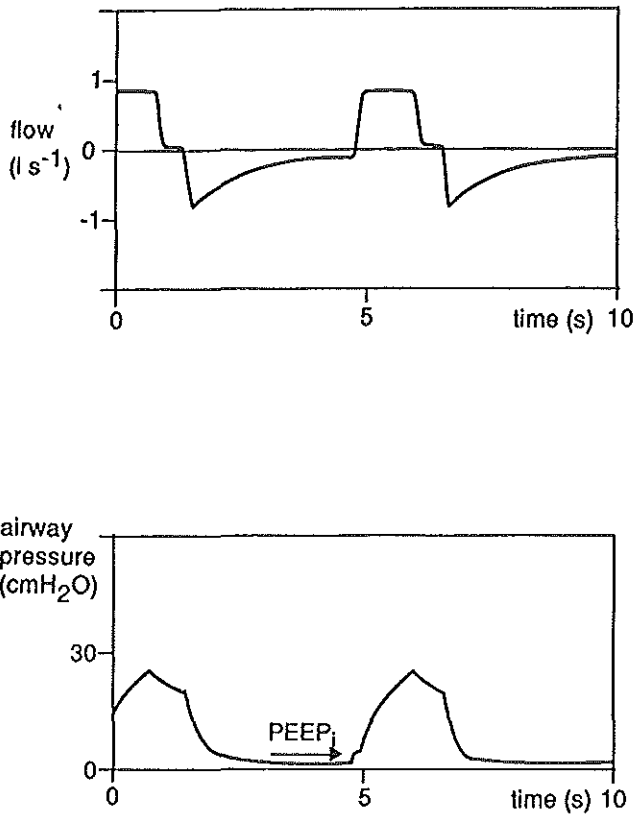 1
flow
0
(l s-1)
-1
0
5
time (s) 10
airway
pressure
(cmH2O)
30
PEEPi
0
0
5
time (s) 10